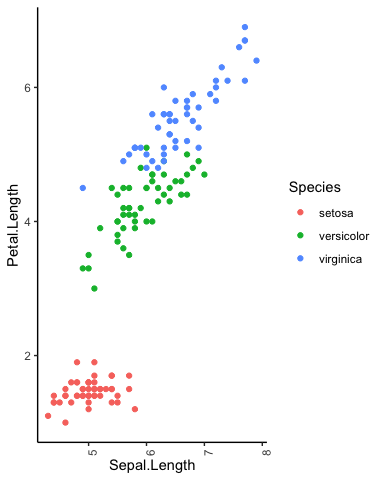 6
4
2
Petal.Length
5
6
7
8
Sepal.Length
Species
setosa
versicolor
virginica